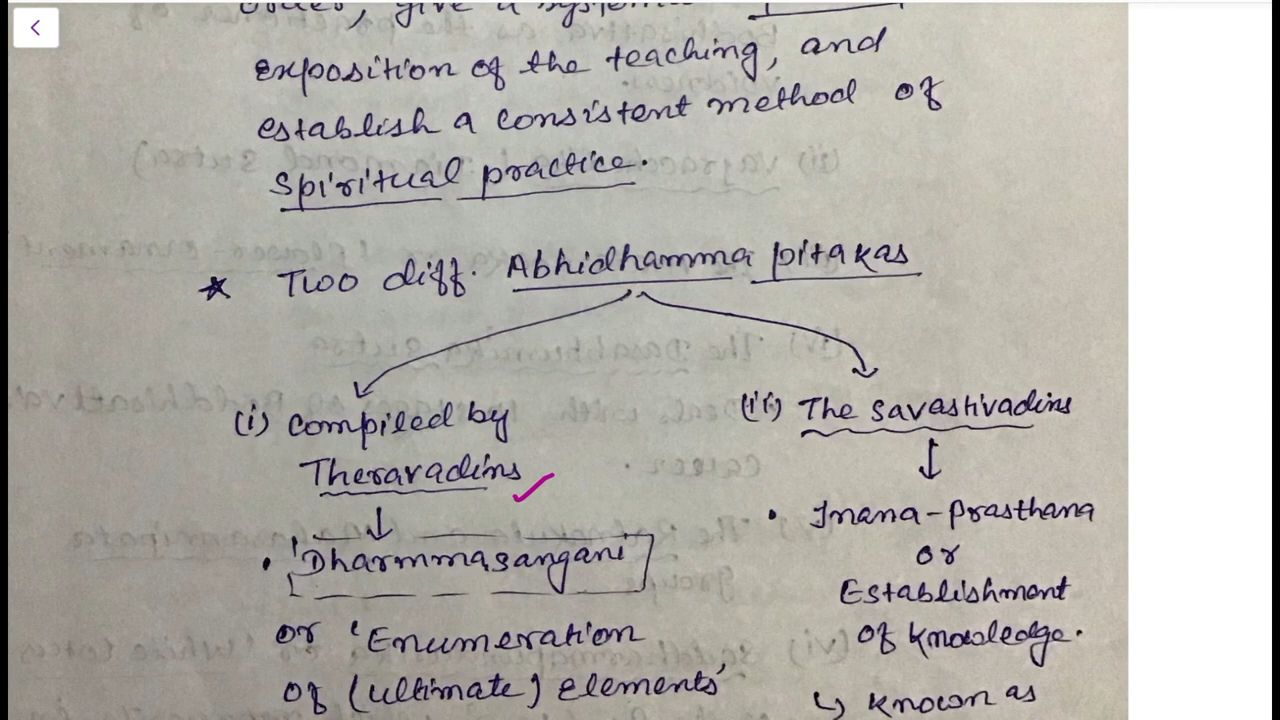 exposition of the teaching, and
establish a consistent method of
Spiritual practice.
* Two diff. Abhidhamma pitakas
(i) Compiled by
Theravadins
• 'Dharmmasangani'
or 'Enumeration
of (ultimate) elements'
(ii) The Savastivadins
• Jnana-prasthana
or
Establishment
of knowledge.
↳ known as